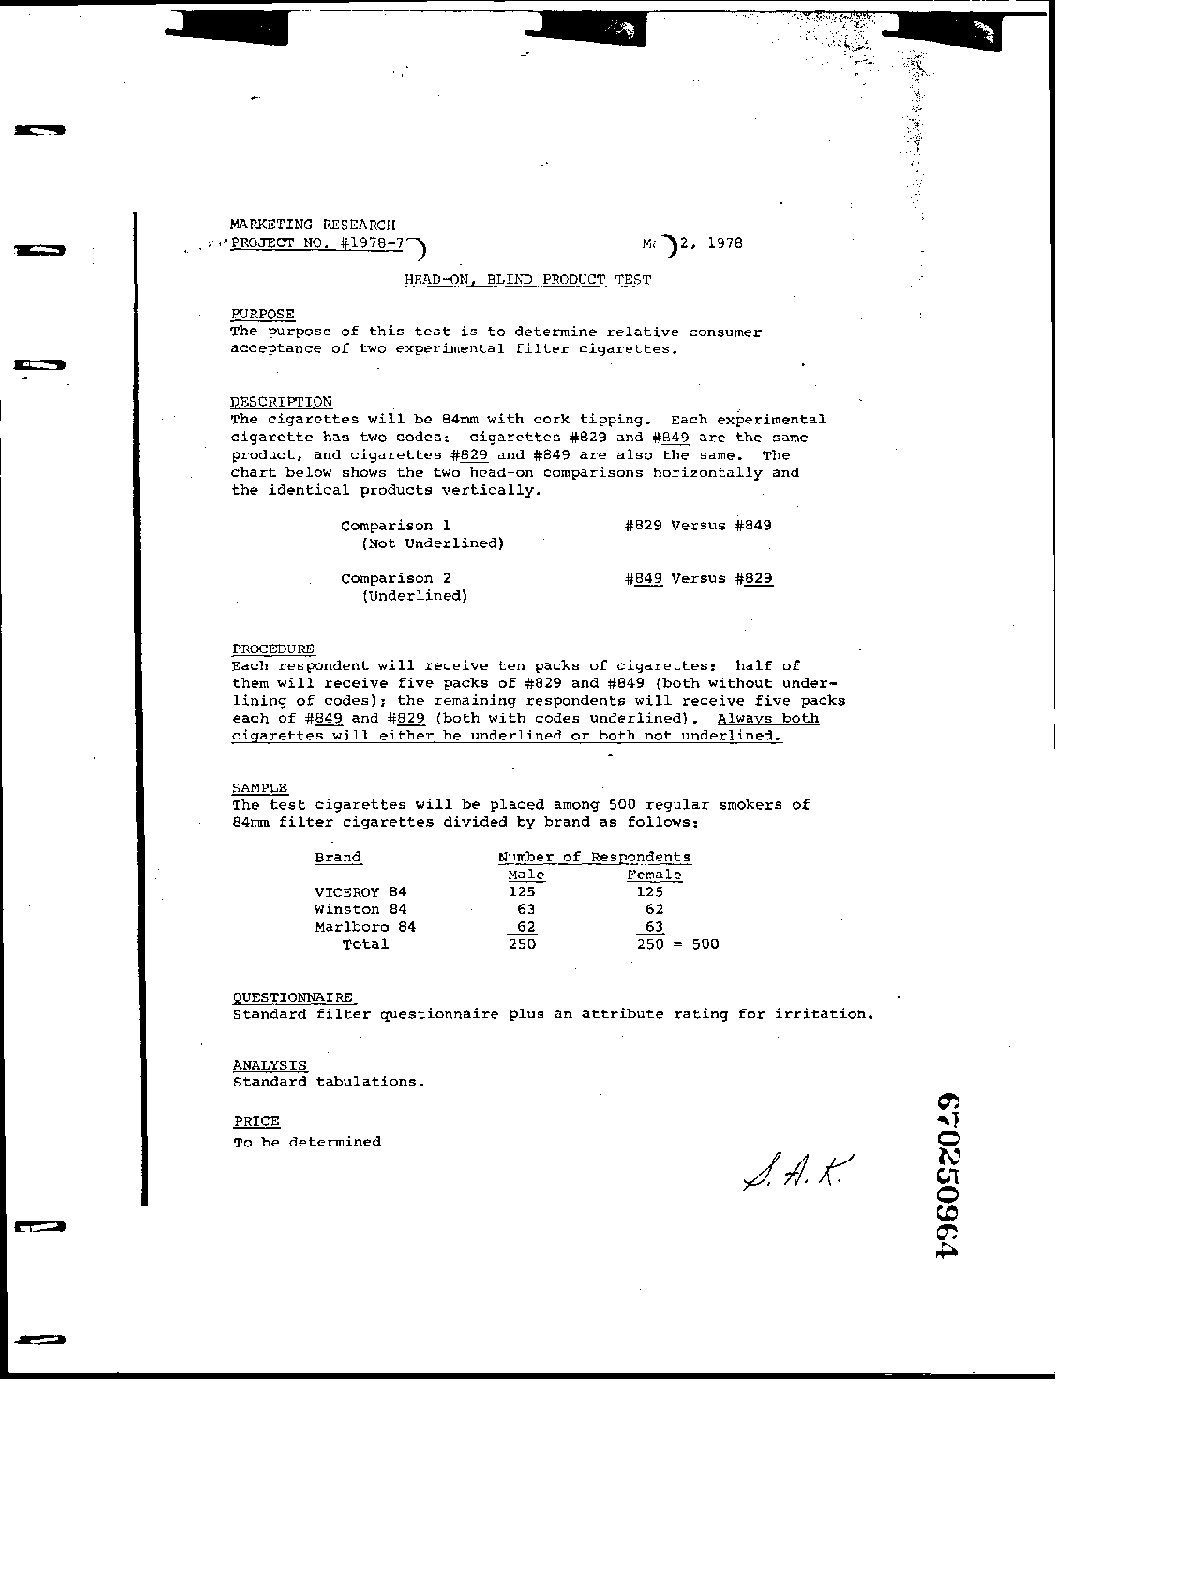 MARKETING RESEARCH
PROJECT NO. #1978-7
2, 1978
HEAD-ON, BLIND PRODUCT TEST
PURPOSE
The purpose of this test is to determine relative consumer
acceptance of two experimental filter cigarettes.
DESCRIPTION
The cigarettes will be 84mm with cork tipping. Each experimental
cigarette has two codes: cigarettes #829 and #849 are the same
product, and cigarettes #829 and #849 are also the same. The
chart below shows the two head-on comparisons horizontally and
the identical products vertically.
Comparison 1 #829 Versus #849
(Not Underlined)
Comparison 2 #849 Versus #829
(Underlined)
PROCEDURE
Each respondent will receive ten packs of cigarettes: half of
them will receive five packs of #829 and #849 (both without under-
lining of codes); the remaining respondents will receive five packs
each of #849 and #829 (both with codes underlined). Always both
cigarettes will either be underlined or both not underlined.
SAMPLE
The test cigarettes will be placed among 500 regular smokers of
84mm filter cigarettes divided by brand as follows:
Brand Number of Respondents
Male Female
VICEROY 84 125 125
Winston 84 63 62
Marlboro 84 62 63
Total 250 250 = 500
QUESTIONNAIRE
Standard filter questionnaire plus an attribute rating for irritation.
ANALYSIS
Standard tabulations.
PRICE
To be determined
S.A.K.
670250964